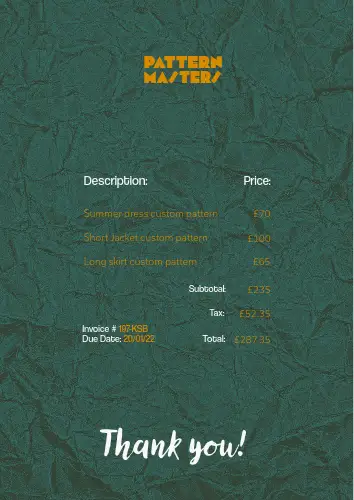 PATTERN
MASTERS
Description: Price:
Summer dress custom pattern £70
Short Jacket custom pattern £100
Long skirt custom pattern £65
Subtotal: £235
Tax: £52.35
Invoice # 197-KSB
Due Date: 20/01/22 Total: £287.35
Thank you!